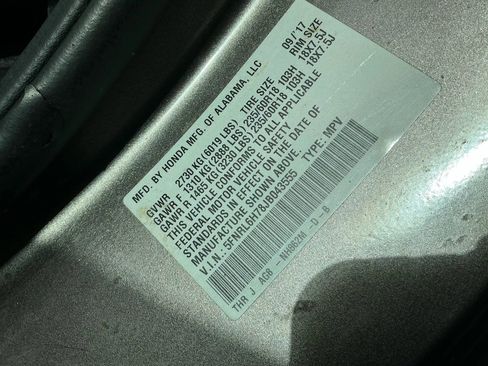 MFD. BY HONDA MFG. OF ALABAMA, LLC 09/'17
GVWR 2730 KG(6019 LBS) TIRE SIZE RIM SIZE
GAWR F 1310 KG(2888 LBS) 235/60R18 103H 18X7.5J
GAWR R 1465 KG(3230 LBS) 235/60R18 103H 18X7.5J
THIS VEHICLE CONFORMS TO ALL APPLICABLE
FEDERAL MOTOR VEHICLE SAFETY
STANDARDS IN EFFECT ON THE DATE OF
MANUFACTURE SHOWN ABOVE.
V.I.N.: TYPE: MPV
THR J AGB - NH882M - D - B